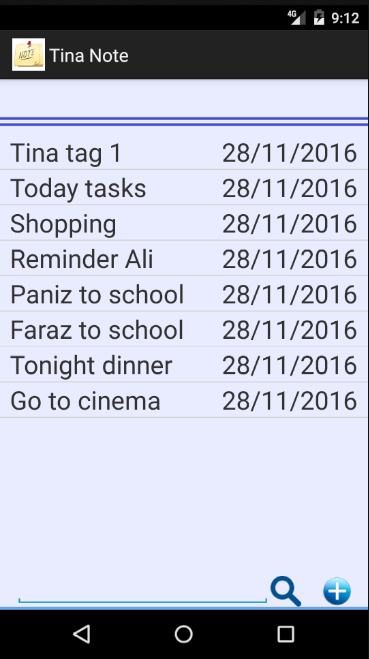 4G 9:12
NOTE Tina Note
Tina tag 1 28/11/2016
Today tasks 28/11/2016
Shopping 28/11/2016
Reminder Ali 28/11/2016
Paniz to school 28/11/2016
Faraz to school 28/11/2016
Tonight dinner 28/11/2016
Go to cinema 28/11/2016